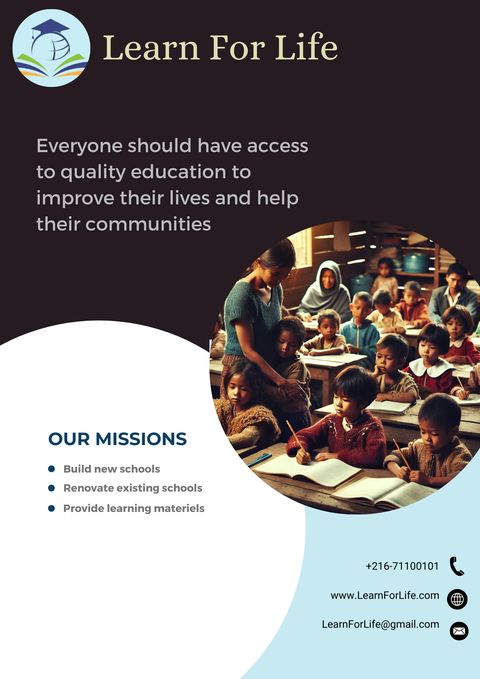 Learn For Life
Everyone should have access
to quality education to
improve their lives and help
their communities
OUR MISSIONS
Build new schools
Renovate existing schools
Provide learning materiels
+216-71100101
www.LearnForLife.com
LearnForLife@gmail.com